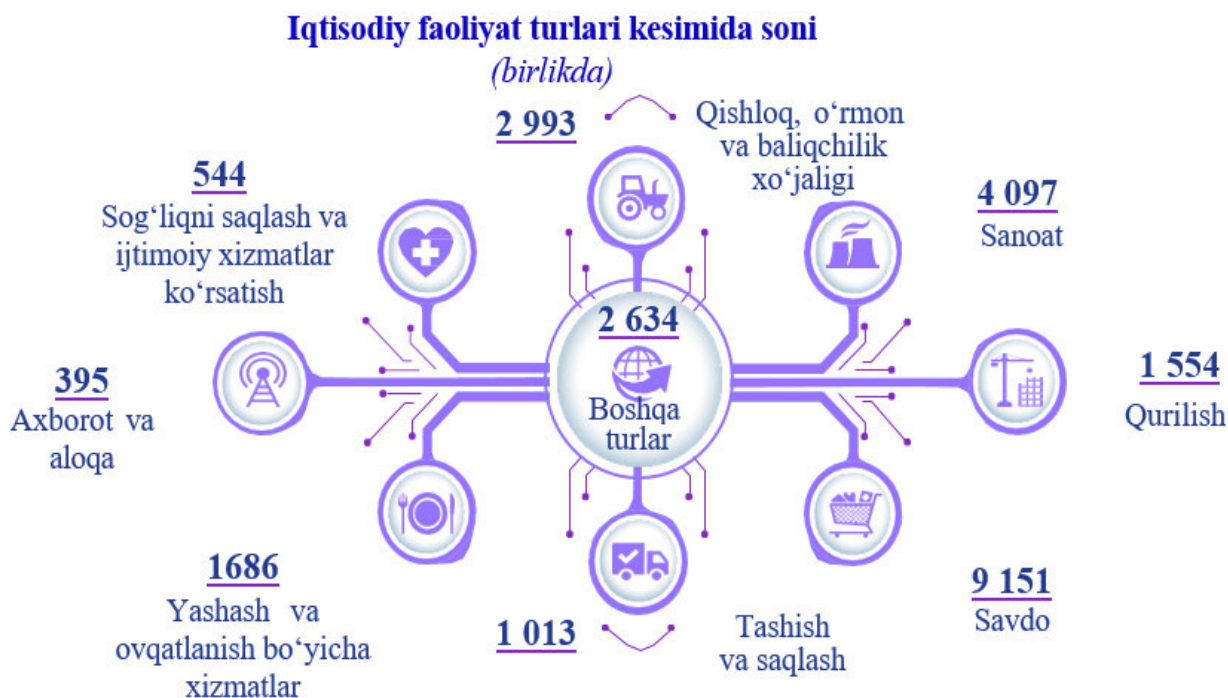 Iqtisodiy faoliyat turlari kesimida soni
(birlikda)
2 993
Qishloq, o‘rmon
va baliqchilik
xo‘jaligi
544
Sog‘liqni saqlash va
ijtimoiy xizmatlar
ko‘rsatish
4 097
Sanoat
2 634
Boshqa
turlar
395
Axborot va
aloqa
1 554
Qurilish
1686
Yashash va
ovqatlanish bo‘yicha
xizmatlar
1 013
Tashish
va saqlash
9 151
Savdo